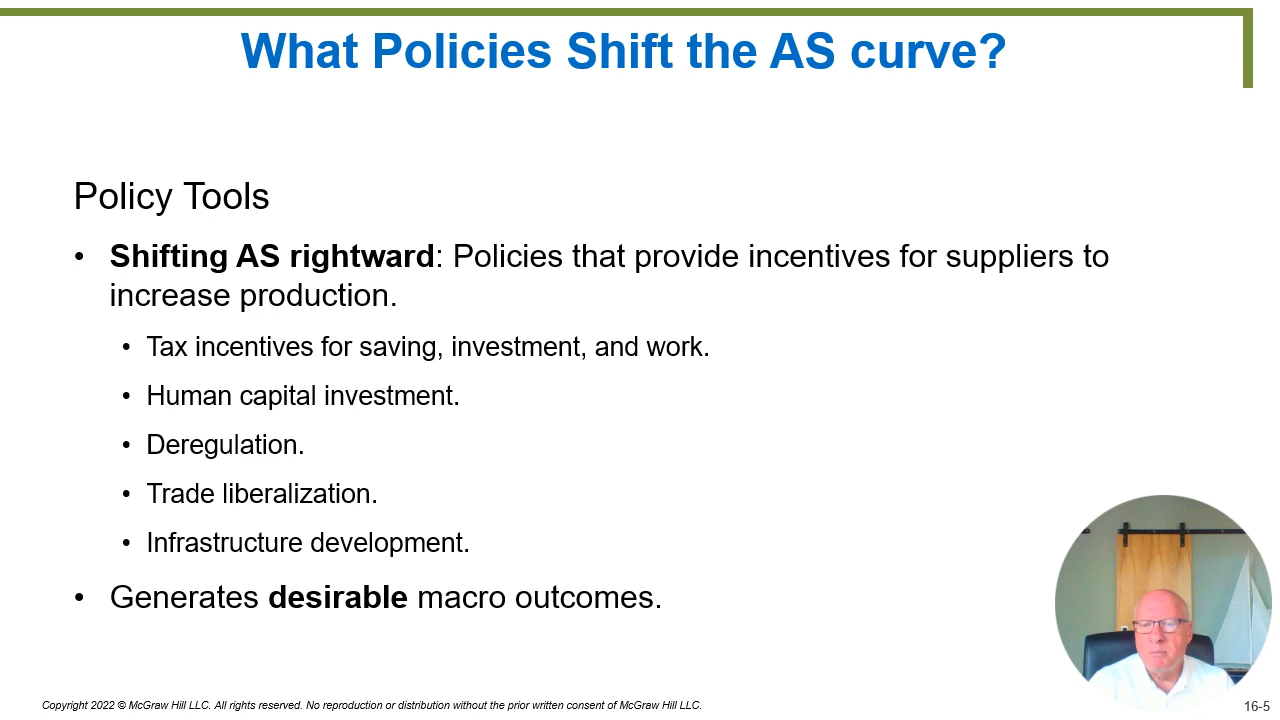 What Policies Shift the AS curve?
Policy Tools
• Shifting AS rightward: Policies that provide incentives for suppliers to
increase production.
• Tax incentives for saving, investment, and work.
• Human capital investment.
• Deregulation.
• Trade liberalization.
• Infrastructure development.
• Generates desirable macro outcomes.
Copyright 2022 © McGraw Hill LLC. All rights reserved. No reproduction or distribution without the prior written consent of McGraw Hill LLC.
16-5